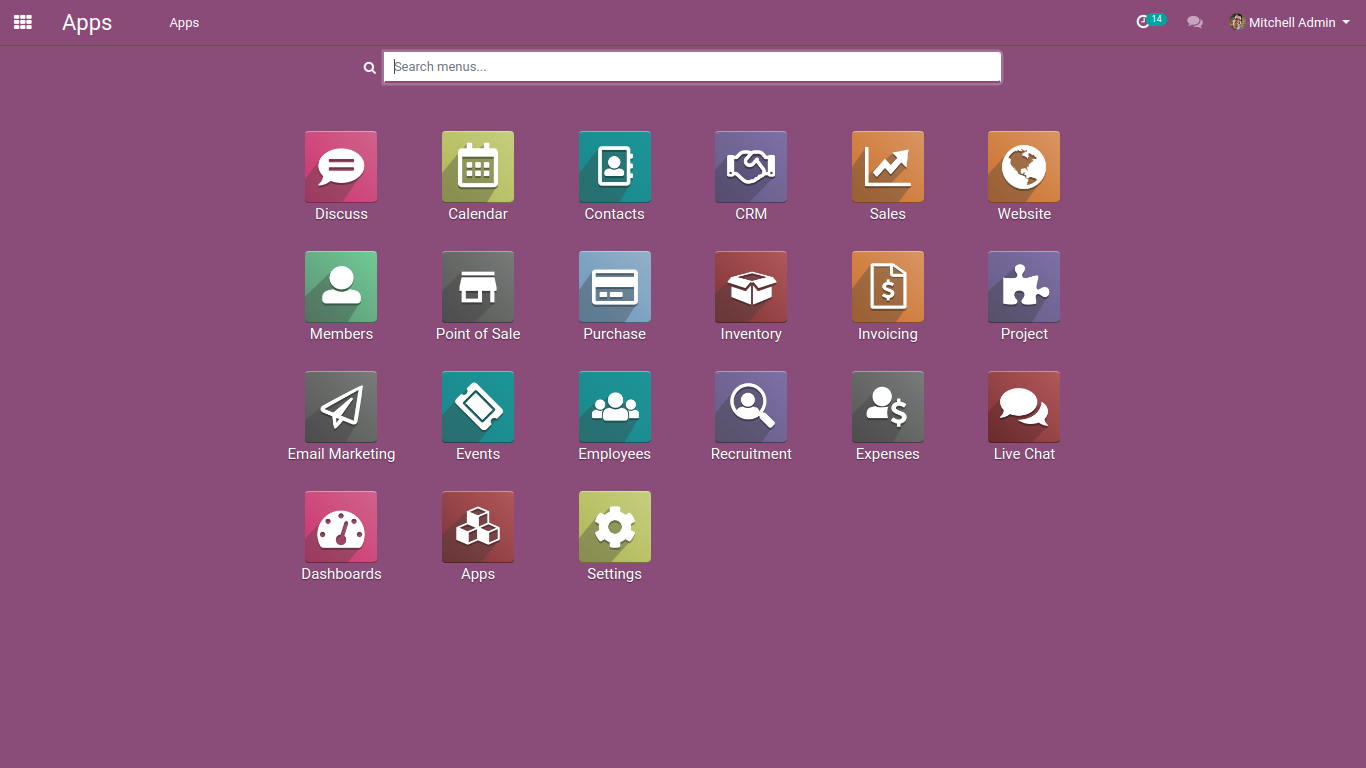 Apps Apps 14 Mitchell Admin
Search menus...
Discuss Calendar Contacts CRM Sales Website
Members Point of Sale Purchase Inventory Invoicing Project
Email Marketing Events Employees Recruitment Expenses Live Chat
Dashboards Apps Settings